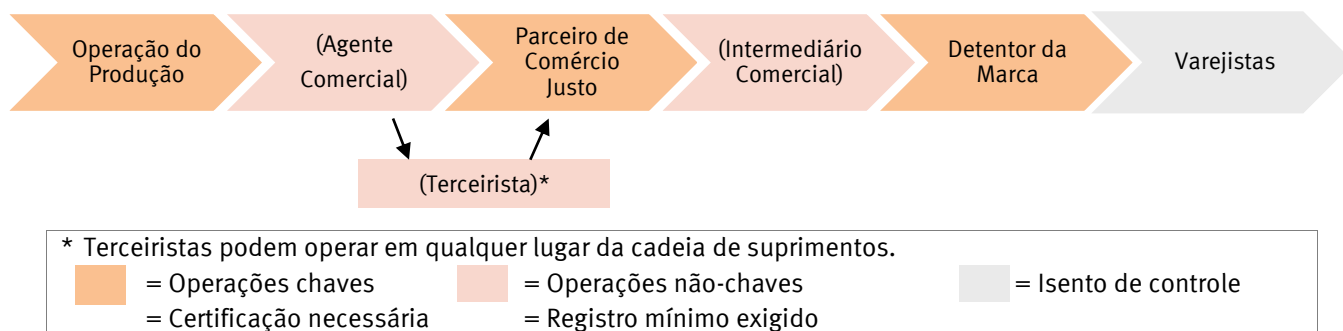 Operação do
Produção
(Agente
Comercial)
Parceiro de
Comércio
Justo
(Intermediário
Comercial)
Detentor da
Marca
Varejistas
(Terceirista)*
* Terceiristas podem operar em qualquer lugar da cadeia de suprimentos.
= Operações chaves
= Certificação necessária
= Operações não-chaves
= Registro mínimo exigido
= Isento de controle